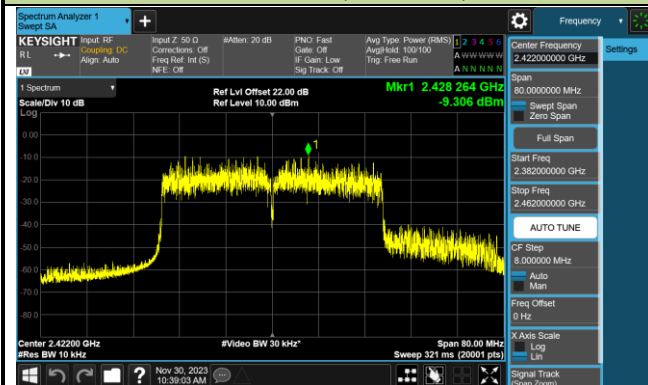 Spectrum Analyzer 1
Swept SA
Frequency
KEYSIGHT
RL
LXI
Input: RF
Coupling: DC
Align: Auto
Input Z: 50 Ω
Corrections: Off
Freq Ref: Int (S)
NFE: Off
#Atten: 20 dB
PNO: Fast
Gate: Off
IF Gain: Low
Sig Track: Off
Avg Type: Power (RMS)
Avg|Hold: 100/100
Trig: Free Run
1 2 3 4 5 6
A W W W W W
A N N N N N
1 Spectrum
Scale/Div 10 dB
Log
Ref Lvl Offset 22.00 dB
Ref Level 10.00 dBm
Mkr1 2.428 264 GHz
-9.306 dBm
1
0.00
-10.0
-20.0
-30.0
-40.0
-50.0
-60.0
-70.0
-80.0
Center 2.42200 GHz
#Res BW 10 kHz
#Video BW 30 kHz*
Span 80.00 MHz
Sweep 321 ms (20001 pts)
Nov 30, 2023
10:39:03 AM
Center Frequency
2.422000000 GHz
Settings
Span
80.0000000 MHz
Swept Span
Zero Span
Full Span
Start Freq
2.382000000 GHz
Stop Freq
2.462000000 GHz
AUTO TUNE
CF Step
8.000000 MHz
Auto
Man
Freq Offset
0 Hz
X Axis Scale
Log
Lin
Signal Track
(Span Zoom)